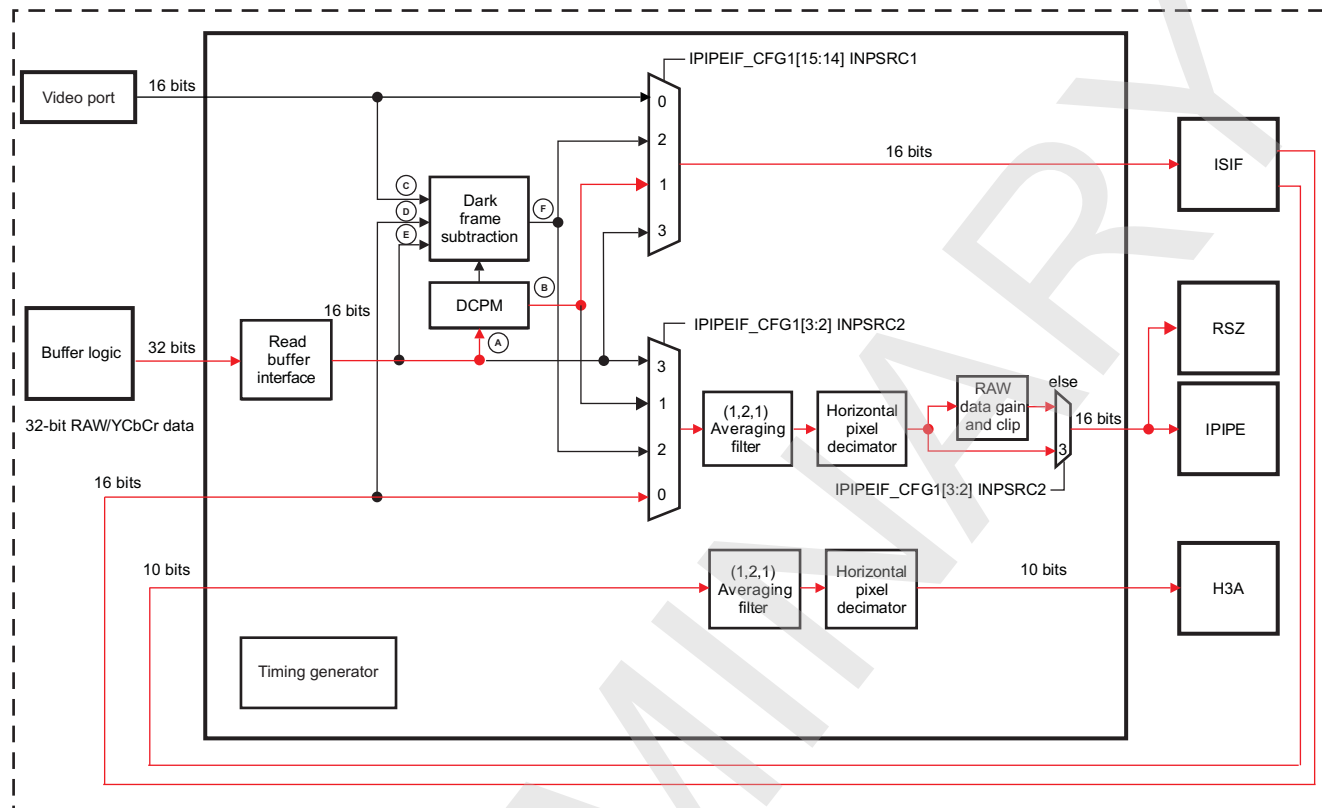 IPIPEIF_CFG1[15:14] INPSRC1
Video port
16 bits
0
2
1
3
16 bits
ISIF
C
D
E
Dark
frame
subtraction
F
DCPM
B
A
Buffer logic
32 bits
32-bit RAW/YCbCr data
Read
buffer
interface
16 bits
IPIPEIF_CFG1[3:2] INPSRC2
3
1
2
0
(1,2,1)
Averaging
filter
Horizontal
pixel
decimator
RAW
data gain
and clip
else
3
IPIPEIF_CFG1[3:2] INPSRC2
16 bits
RSZ
IPIPE
16 bits
10 bits
(1,2,1)
Averaging
filter
Horizontal
pixel
decimator
10 bits
H3A
Timing generator
MINARY